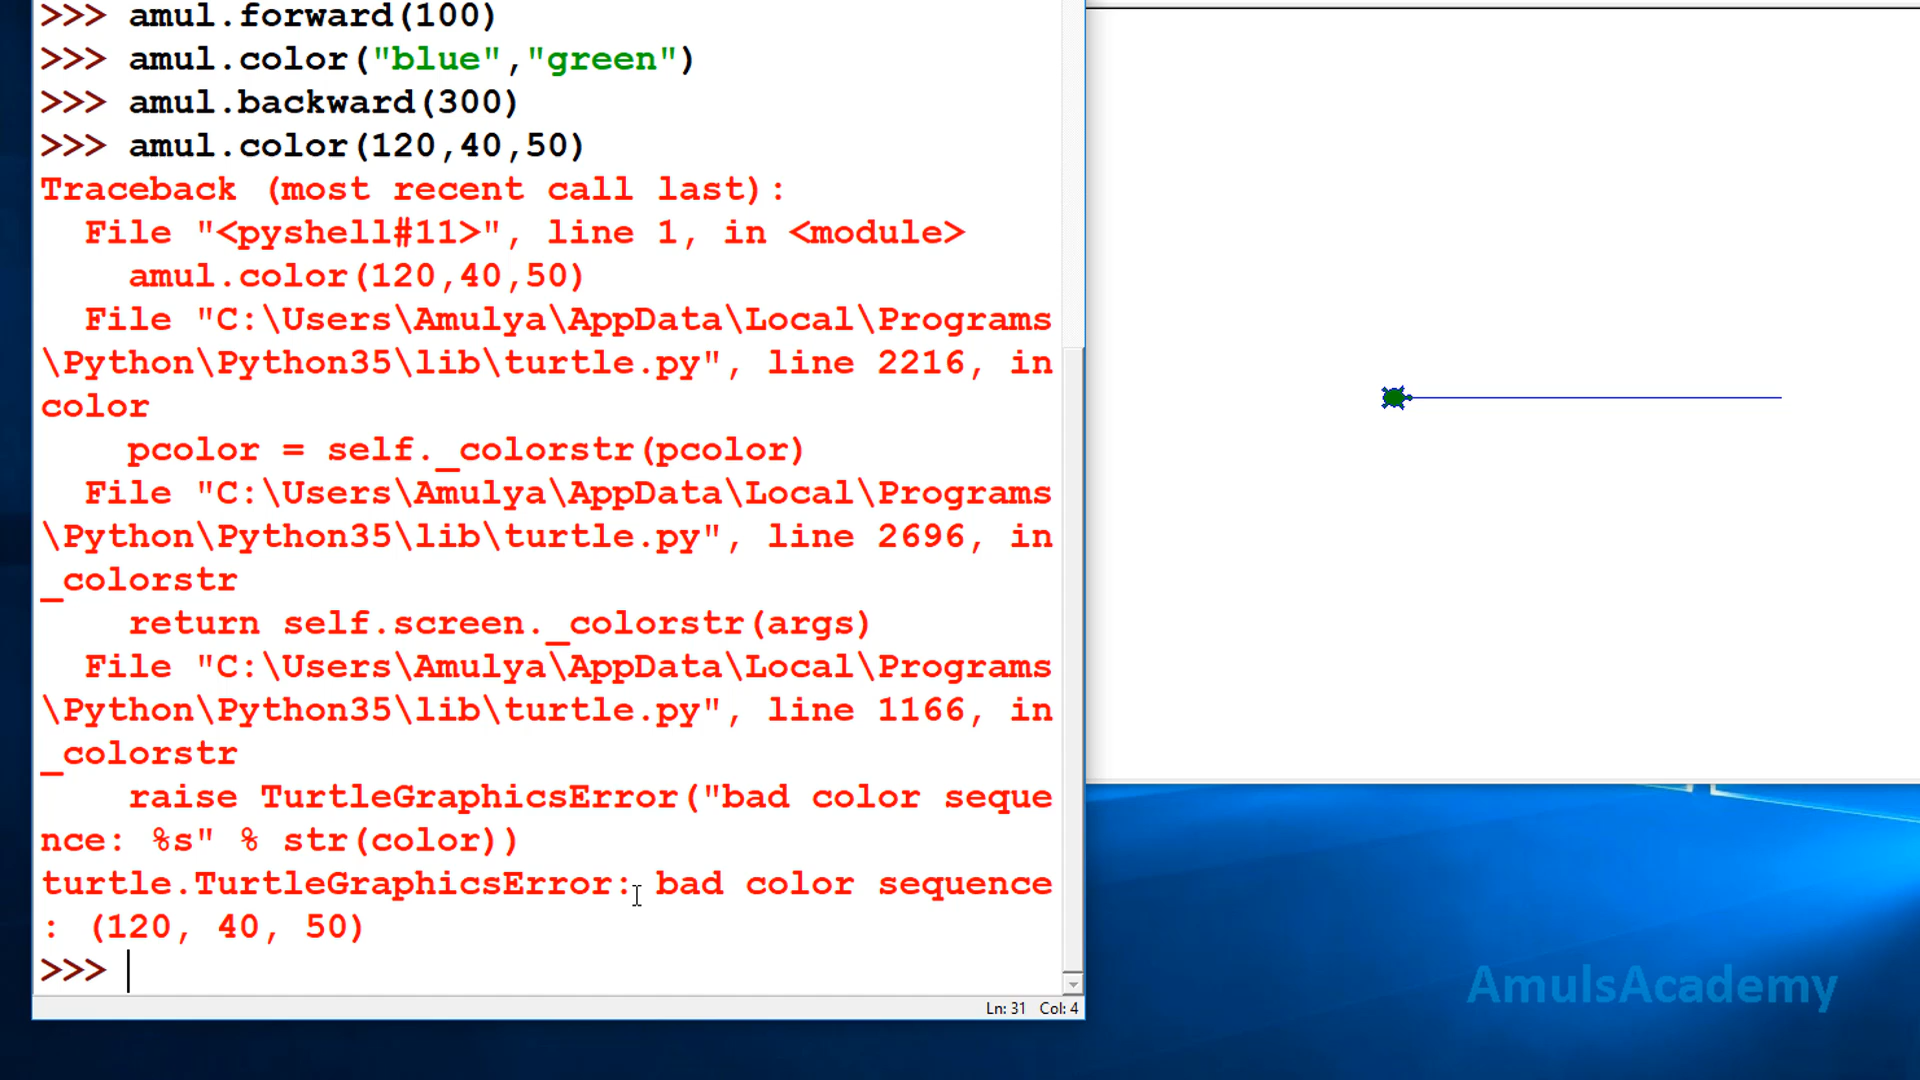 >>> amul.forward(100)
>>> amul.color("blue","green")
>>> amul.backward(300)
>>> amul.color(120,40,50)
Traceback (most recent call last):
  File "<pyshell#11>", line 1, in <module>
    amul.color(120,40,50)
  File "C:\Users\Amulya\AppData\Local\Programs
\Python\Python35\lib\turtle.py", line 2216, in
color
    pcolor = self._colorstr(pcolor)
  File "C:\Users\Amulya\AppData\Local\Programs
\Python\Python35\lib\turtle.py", line 2696, in
_colorstr
    return self.screen._colorstr(args)
  File "C:\Users\Amulya\AppData\Local\Programs
\Python\Python35\lib\turtle.py", line 1166, in
_colorstr
    raise TurtleGraphicsError("bad color seque
nce: %s" % str(color))
turtle.TurtleGraphicsError: bad color sequence
: (120, 40, 50)
>>>
Ln: 31 Col: 4
AmulsAcademy